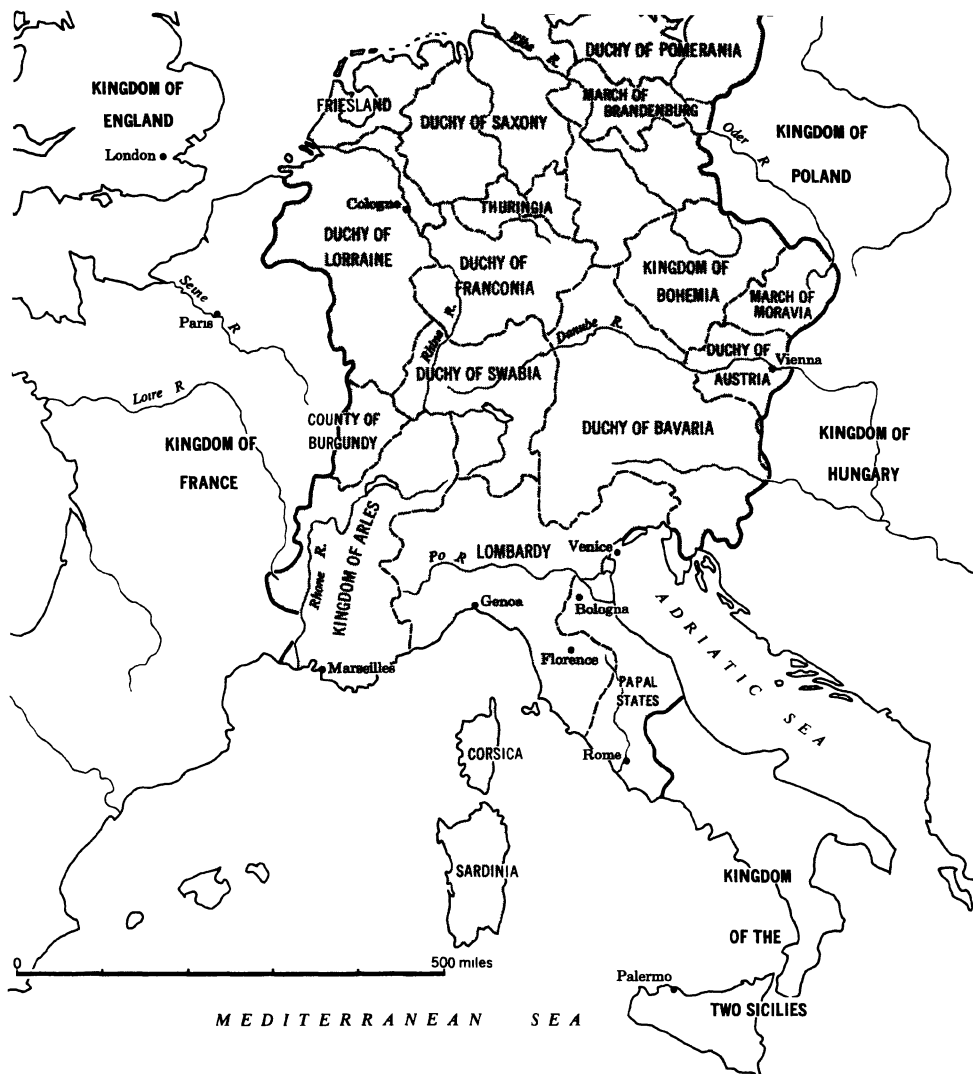 Elbe R.
DUCHY OF POMERANIA
KINGDOM OF
ENGLAND
London
FRIESLAND
DUCHY OF SAXONY
MARCH OF
BRANDENBURG
Oder R
KINGDOM OF
POLAND
Cologne
THURINGIA
DUCHY OF
LORRAINE
DUCHY OF
FRANCONIA
KINGDOM OF
BOHEMIA
MARCH OF
MORAVIA
Seine R
Paris
Rhine R.
Danube R.
DUCHY OF
AUSTRIA
Vienna
DUCHY OF SWABIA
Loire R
COUNTY OF
BURGUNDY
DUCHY OF BAVARIA
KINGDOM OF
FRANCE
KINGDOM OF
HUNGARY
Rhone R.
KINGDOM OF ARLES
Po R
LOMBARDY
Venice
Genoa
Bologna
ADRIATIC SEA
Florence
Marseilles
PAPAL
STATES
CORSICA
Rome
SARDINIA
KINGDOM
OF THE
TWO SICILIES
0
500 miles
Palermo
MEDITERRANEAN SEA